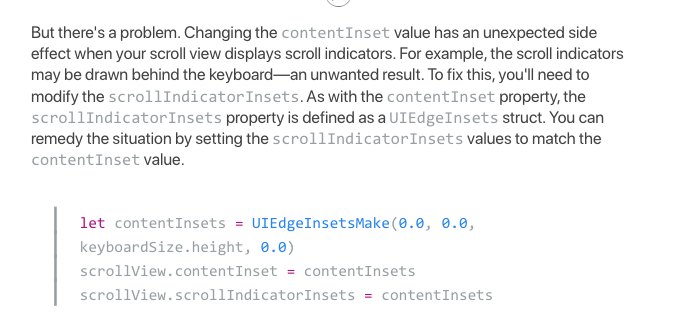 But there's a problem. Changing the contentInset value has an unexpected side
effect when your scroll view displays scroll indicators. For example, the scroll indicators
may be drawn behind the keyboard—an unwanted result. To fix this, you'll need to
modify the scrollIndicatorInsets. As with the contentInset property, the
scrollIndicatorInsets property is defined as a UIEdgeInsets struct. You can
remedy the situation by setting the scrollIndicatorInsets values to match the
contentInset value.
let contentInsets = UIEdgeInsetsMake(0.0, 0.0,
keyboardSize.height, 0.0)
scrollView.contentInset = contentInsets
scrollView.scrollIndicatorInsets = contentInsets